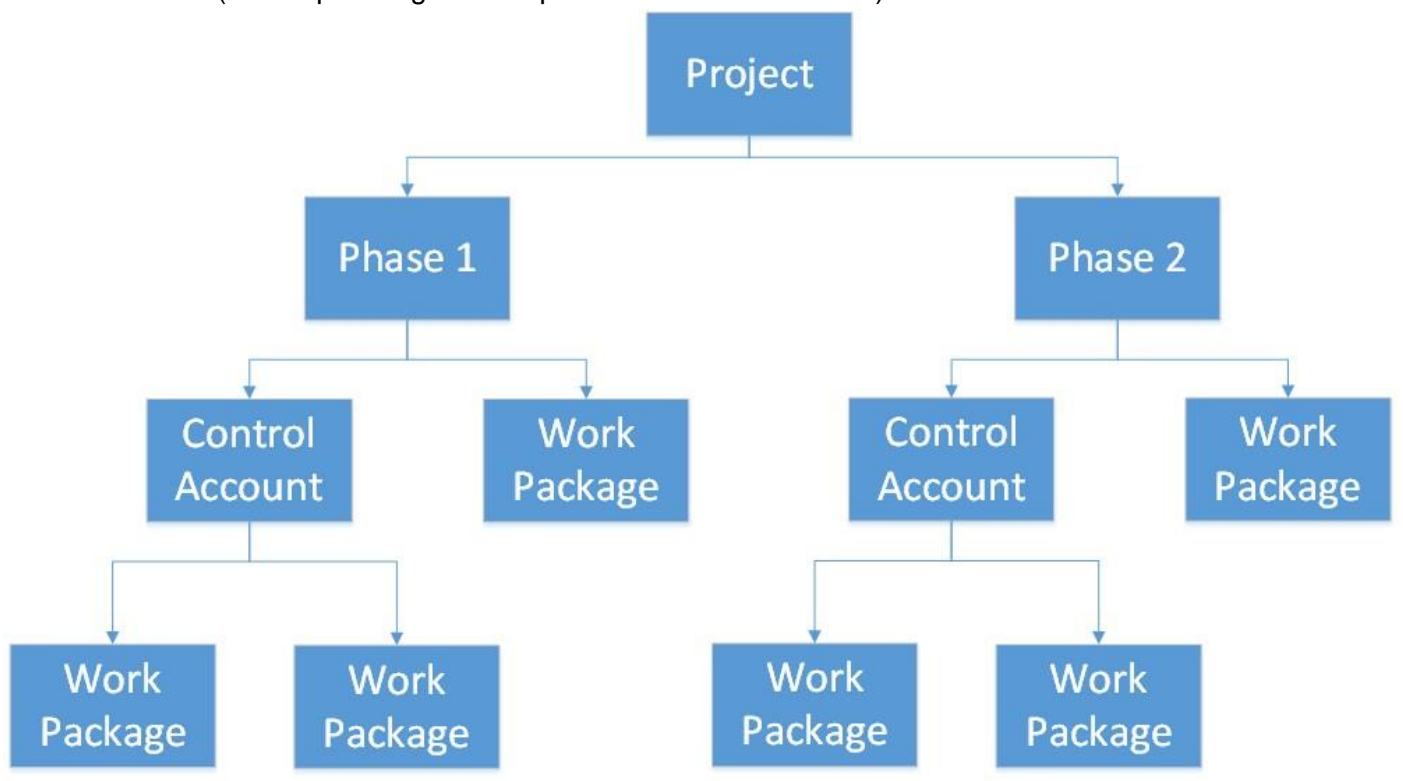 Project
Phase 1
Phase 2
Control
Account
Work
Package
Control
Account
Work
Package
Work
Package
Work
Package
Work
Package
Work
Package